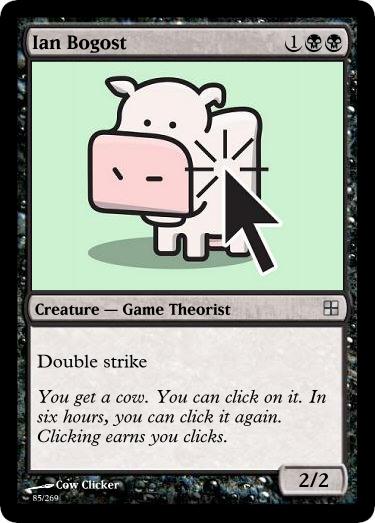 Ian Bogost 1
Creature — Game Theorist
Double strike
You get a cow. You can click on it. In
six hours, you can click it again.
Clicking earns you clicks.
Cow Clicker
2/2
85/269